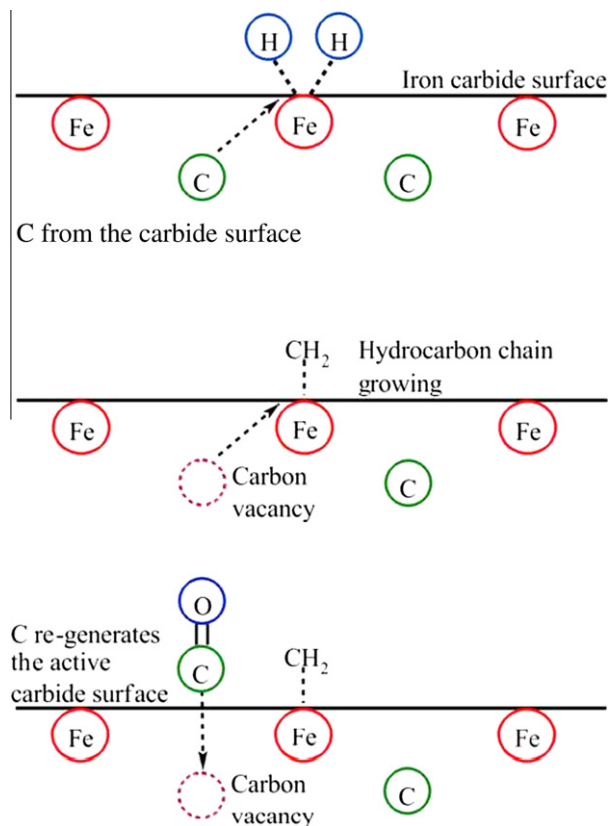 H H
Iron carbide surface
Fe Fe Fe
C C
C from the carbide surface
CH₂ Hydrocarbon chain
growing
Fe Fe Fe
Carbon C
vacancy
O
C re-generates
the active
carbide surface
C CH₂
Fe Fe Fe
Carbon C
vacancy